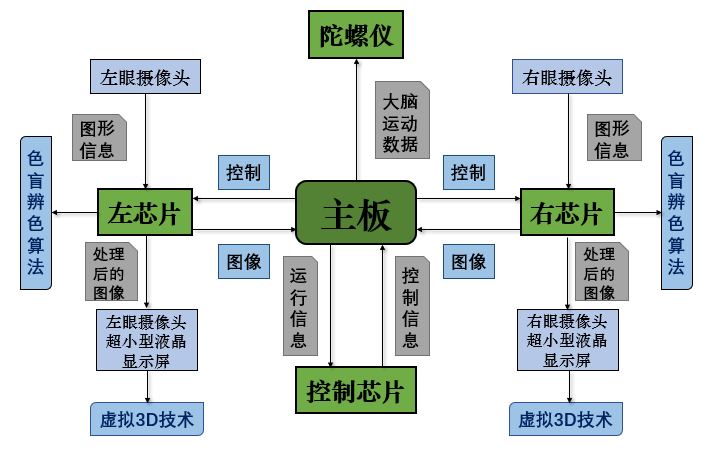 陀螺仪
左眼摄像头
右眼摄像头
大脑
运动
数据
图形
信息
图形
信息
色盲辨色算法
控制
控制
色盲辨色算法
左芯片
主板
右芯片
处理
后的
图像
图像
运行信息
控制信息
图像
处理
后的
图像
左眼摄像头
超小型液晶
显示屏
右眼摄像头
超小型液晶
显示屏
控制芯片
虚拟3D技术
虚拟3D技术